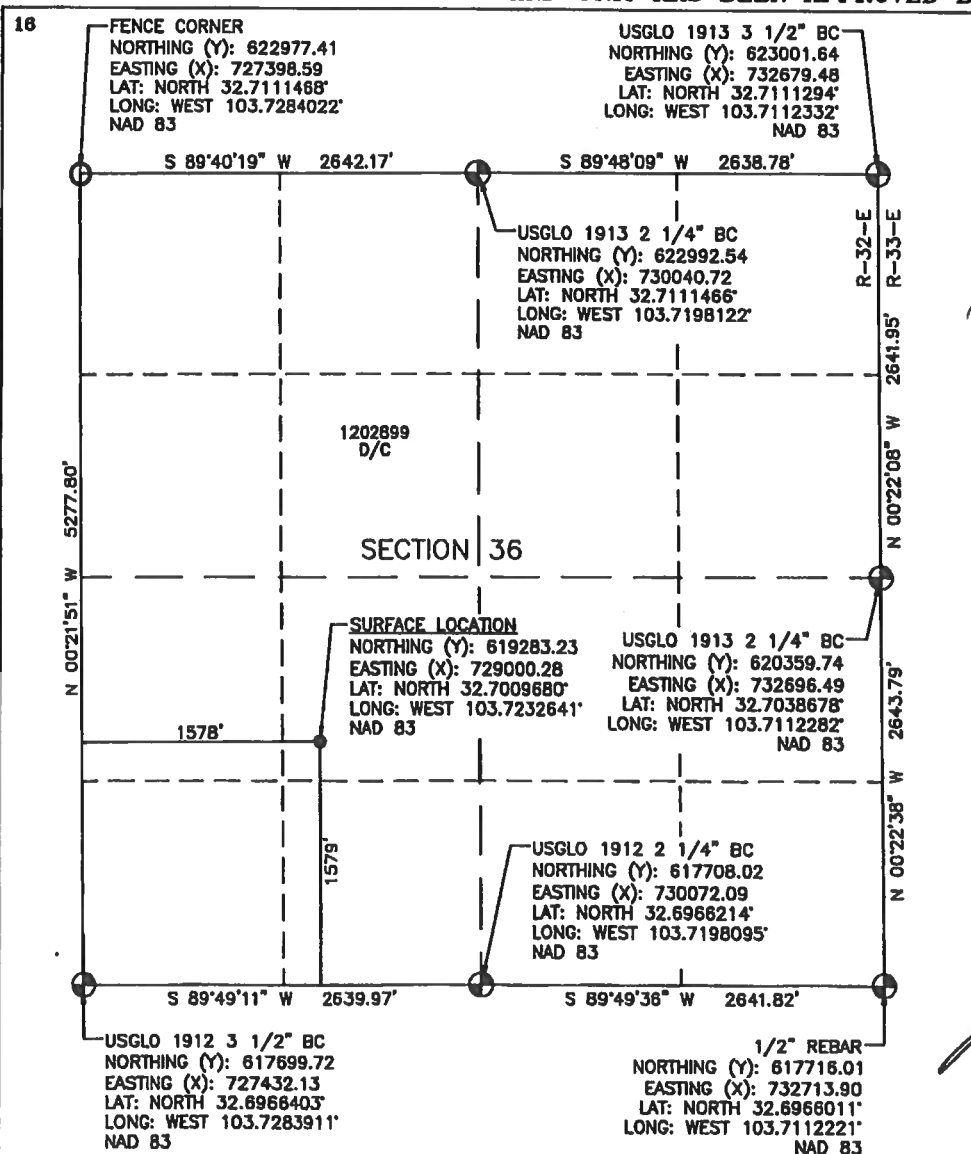 16
FENCE CORNER
NORTHING (Y): 622977.41
EASTING (X): 727398.59
LAT: NORTH 32.7111468°
LONG: WEST 103.7284022°
NAD 83
USGLO 1913 3 1/2" BC
NORTHING (Y): 623001.64
EASTING (X): 732679.48
LAT: NORTH 32.7111294°
LONG: WEST 103.7112332°
NAD 83
S 89°40'19" W 2642.17'
S 89°48'09" W 2638.78'
USGLO 1913 2 1/4" BC
NORTHING (Y): 622992.54
EASTING (X): 730040.72
LAT: NORTH 32.7111466°
LONG: WEST 103.7198122°
NAD 83
R-32-E
R-33-E
N 00°22'08" W 2641.95'
1202899
D/C
N 00°21'51" W 5277.80'
SECTION 36
SURFACE LOCATION
NORTHING (Y): 619283.23
EASTING (X): 729000.28
LAT: NORTH 32.7009680°
LONG: WEST 103.7232641°
NAD 83
USGLO 1913 2 1/4" BC
NORTHING (Y): 620359.74
EASTING (X): 732696.49
LAT: NORTH 32.7038678°
LONG: WEST 103.7112282°
NAD 83
1578'
1579'
N 00°22'38" W 2643.79'
USGLO 1912 2 1/4" BC
NORTHING (Y): 617708.02
EASTING (X): 730072.09
LAT: NORTH 32.6966214°
LONG: WEST 103.7198095°
NAD 83
S 89°49'11" W 2639.97'
S 89°49'36" W 2641.82'
USGLO 1912 3 1/2" BC
NORTHING (Y): 617699.72
EASTING (X): 727432.13
LAT: NORTH 32.6966403°
LONG: WEST 103.7283911°
NAD 83
1/2" REBAR
NORTHING (Y): 617716.01
EASTING (X): 732713.90
LAT: NORTH 32.6966011°
LONG: WEST 103.7112221°
NAD 83